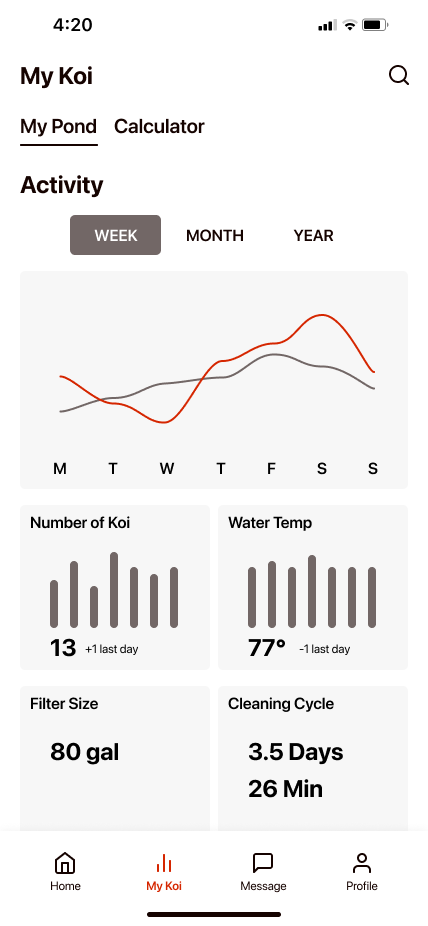 4:20
My Koi
My Pond Calculator
Activity
WEEK MONTH YEAR
M T W T F S S
Number of Koi
13 +1 last day
Water Temp
77° -1 last day
Filter Size
80 gal
Cleaning Cycle
3.5 Days
26 Min
Home My Koi Message Profile